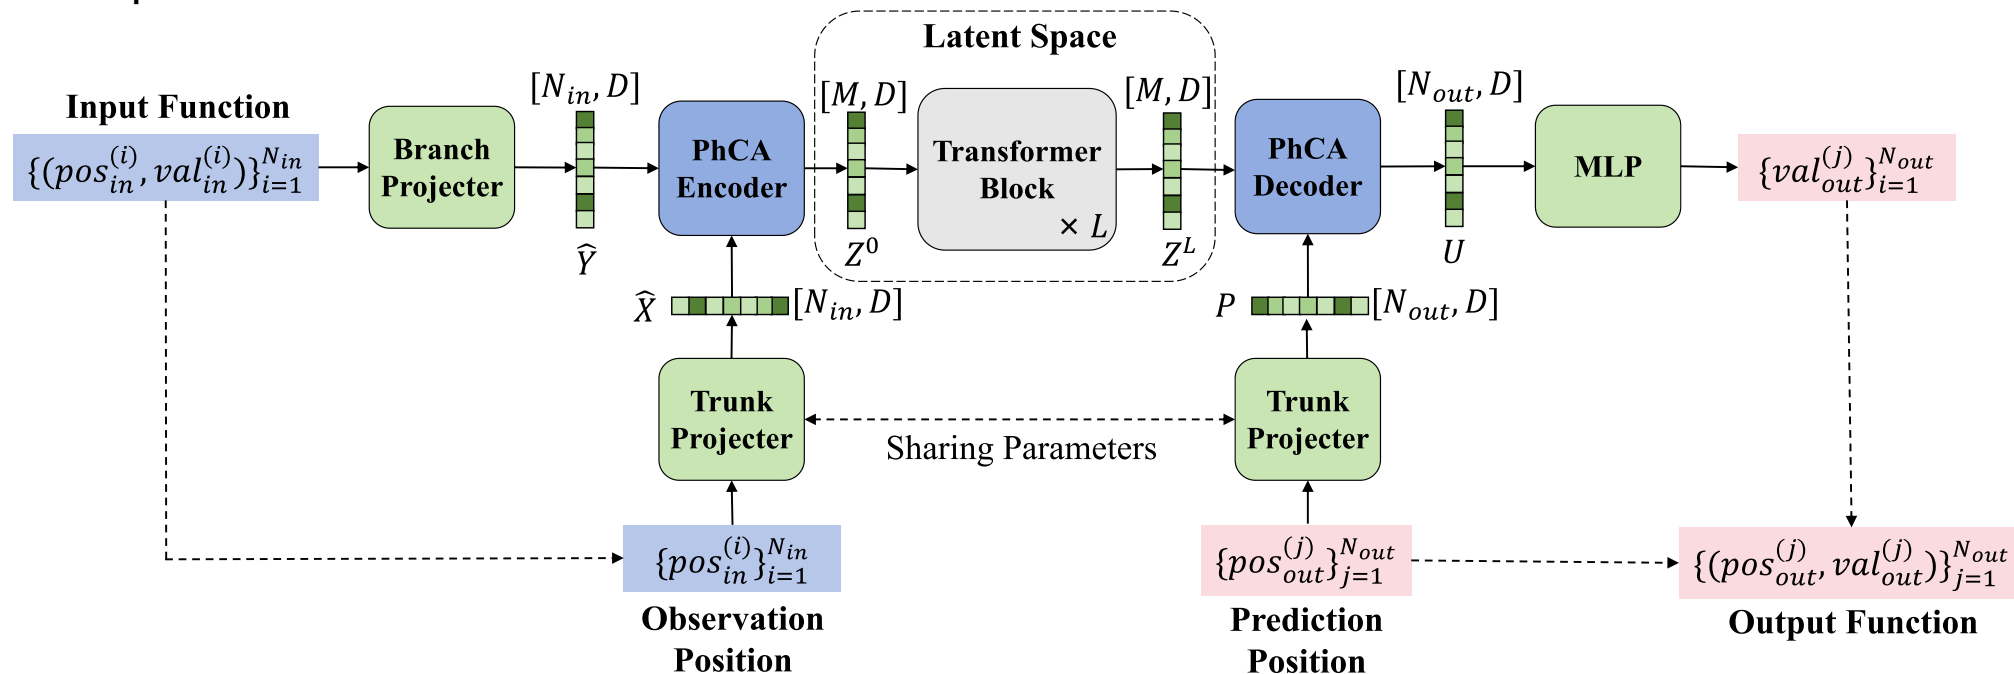 Latent Space
Input Function
[N_in, D]
[M, D]
[M, D]
[N_out, D]
{(pos_in^(i), val_in^(i))}_{i=1}^{N_in}
Branch
Projecter
PhCA
Encoder
Transformer
Block
× L
PhCA
Decoder
MLP
{val_out^(j)}_{i=1}^{N_out}
Ŷ
Z^0
Z^L
U
X̂
[N_in, D]
P
[N_out, D]
Trunk
Projecter
Sharing Parameters
Trunk
Projecter
{pos_in^(i)}_{i=1}^{N_in}
{pos_out^(j)}_{j=1}^{N_out}
{(pos_out^(j), val_out^(j))}_{j=1}^{N_out}
Observation
Position
Prediction
Position
Output Function